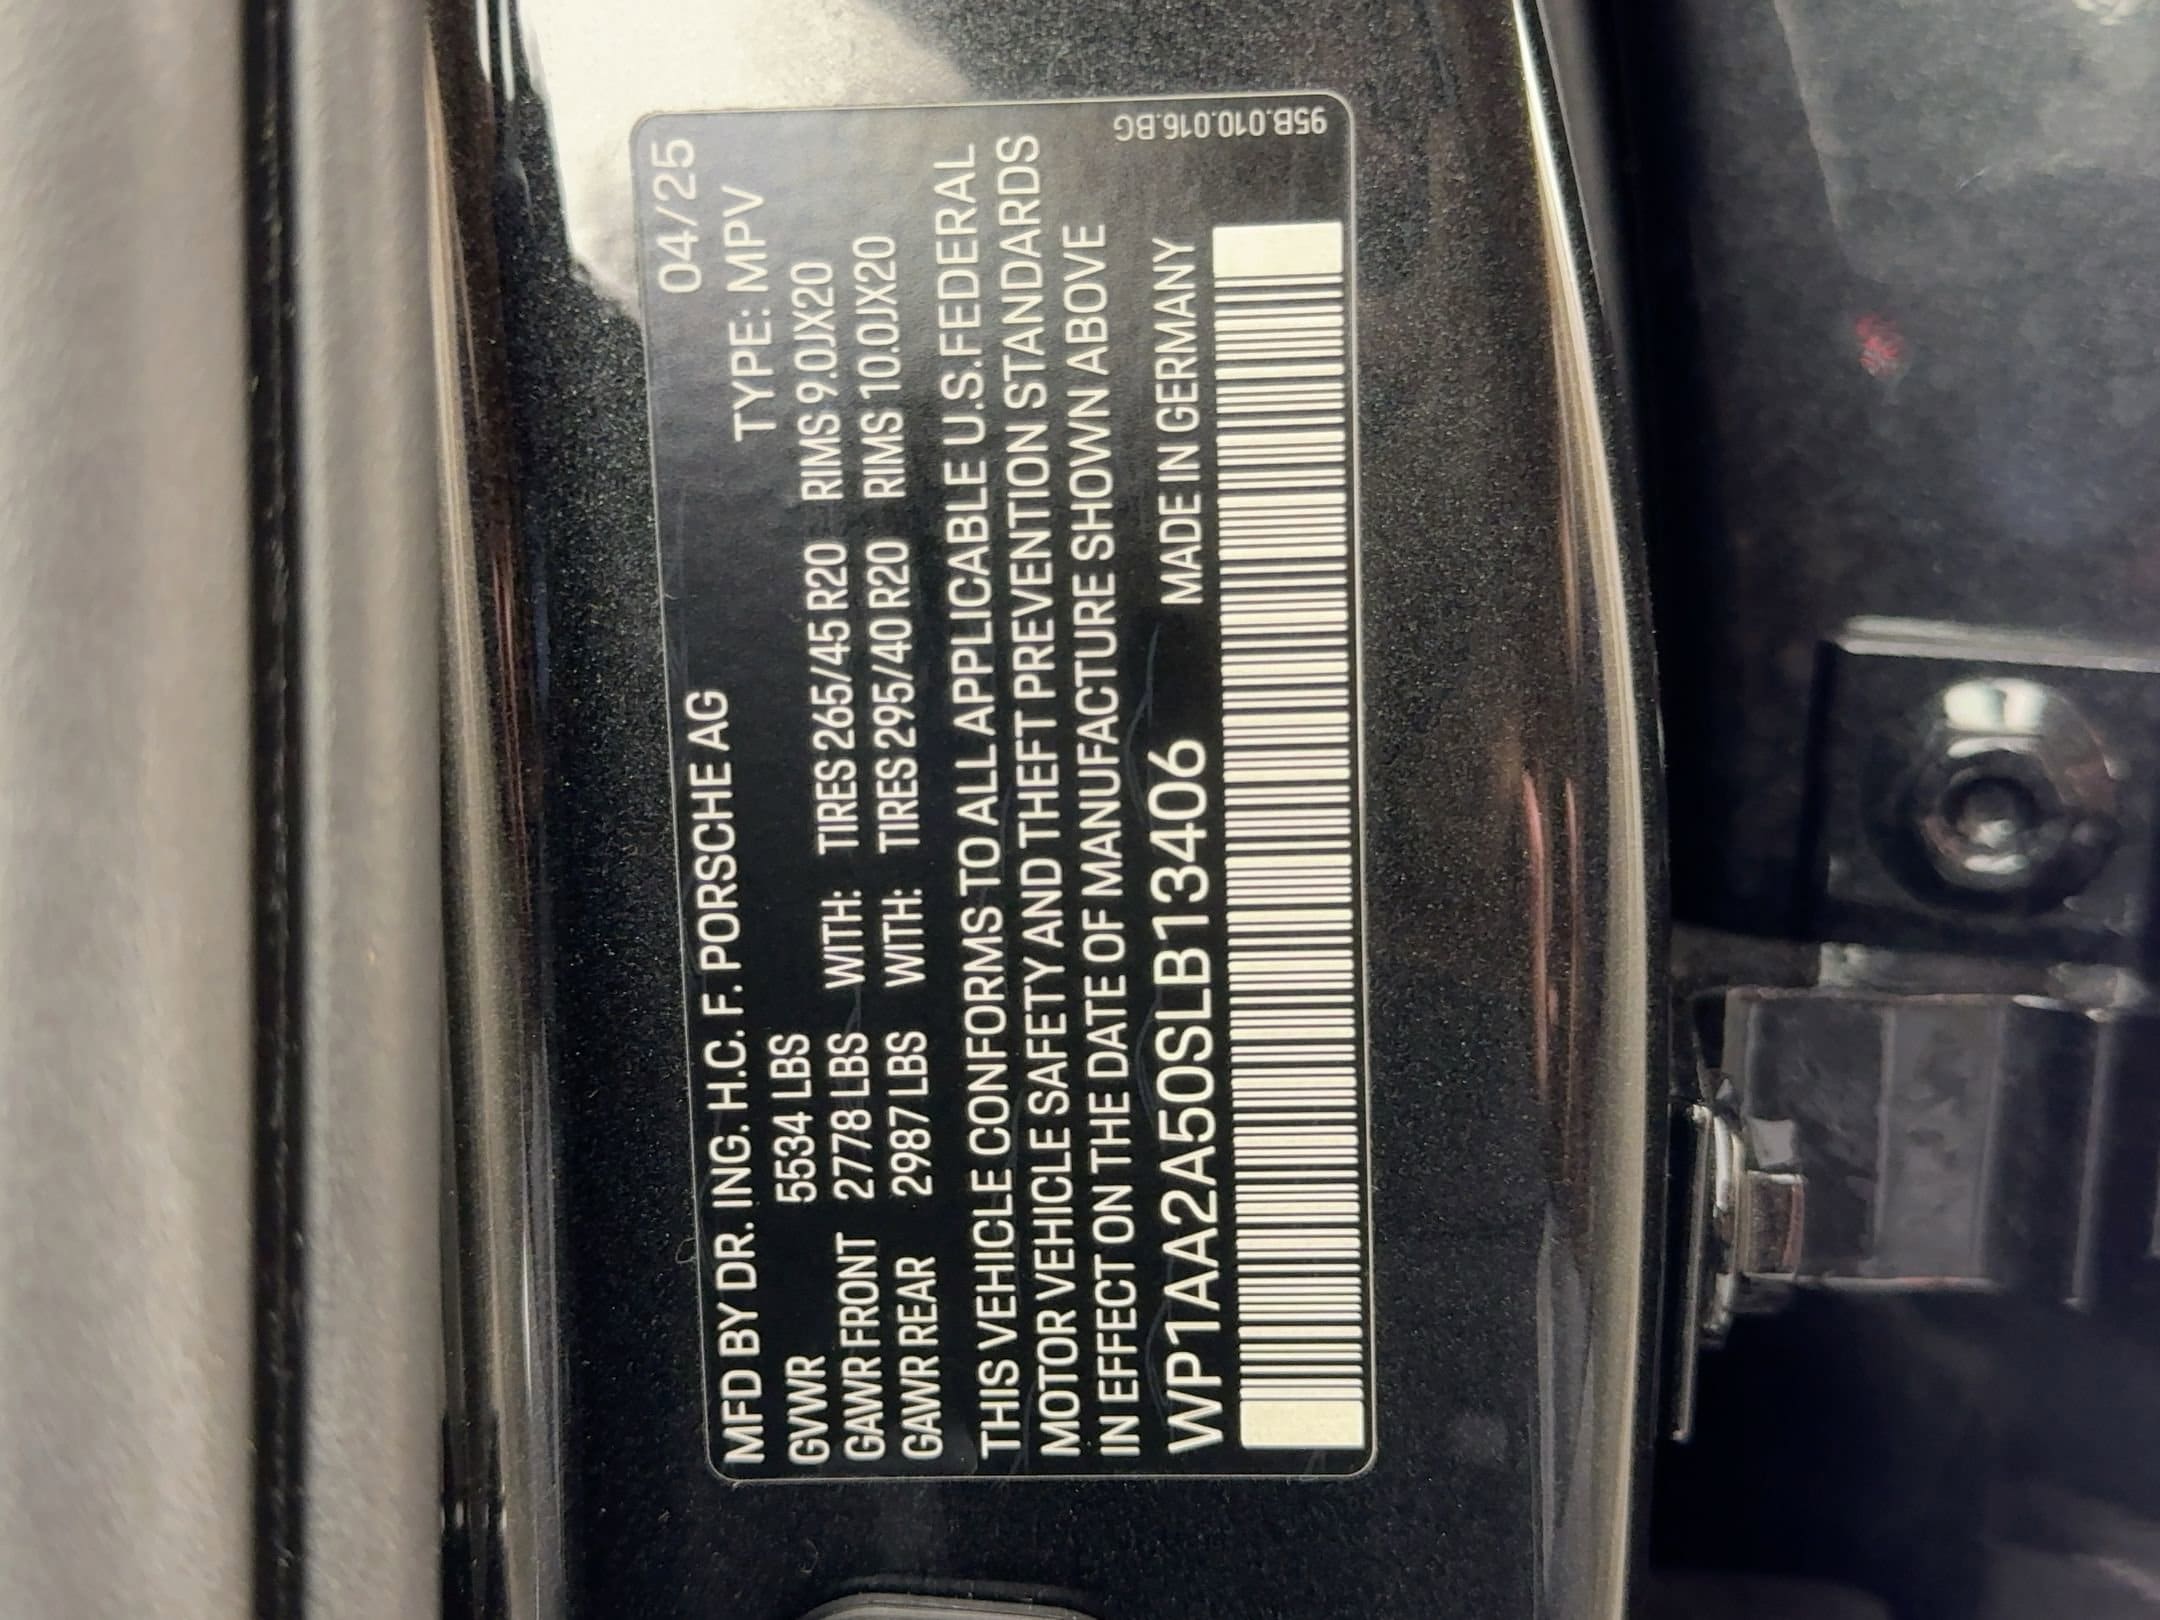 MFD BY DR. ING. H.C. F. PORSCHE AG 04/25
GVWR 5534 LBS TYPE: MPV
GAWR FRONT 2778 LBS WITH: TIRES 265/45 R20 RIMS 9.0JX20
GAWR REAR 2987 LBS WITH: TIRES 295/40 R20 RIMS 10.0JX20
THIS VEHICLE CONFORMS TO ALL APPLICABLE U.S. FEDERAL
MOTOR VEHICLE SAFETY AND THEFT PREVENTION STANDARDS
IN EFFECT ON THE DATE OF MANUFACTURE SHOWN ABOVE
WP1AA2A50SLB13406 MADE IN GERMANY
95B.010.016.BG